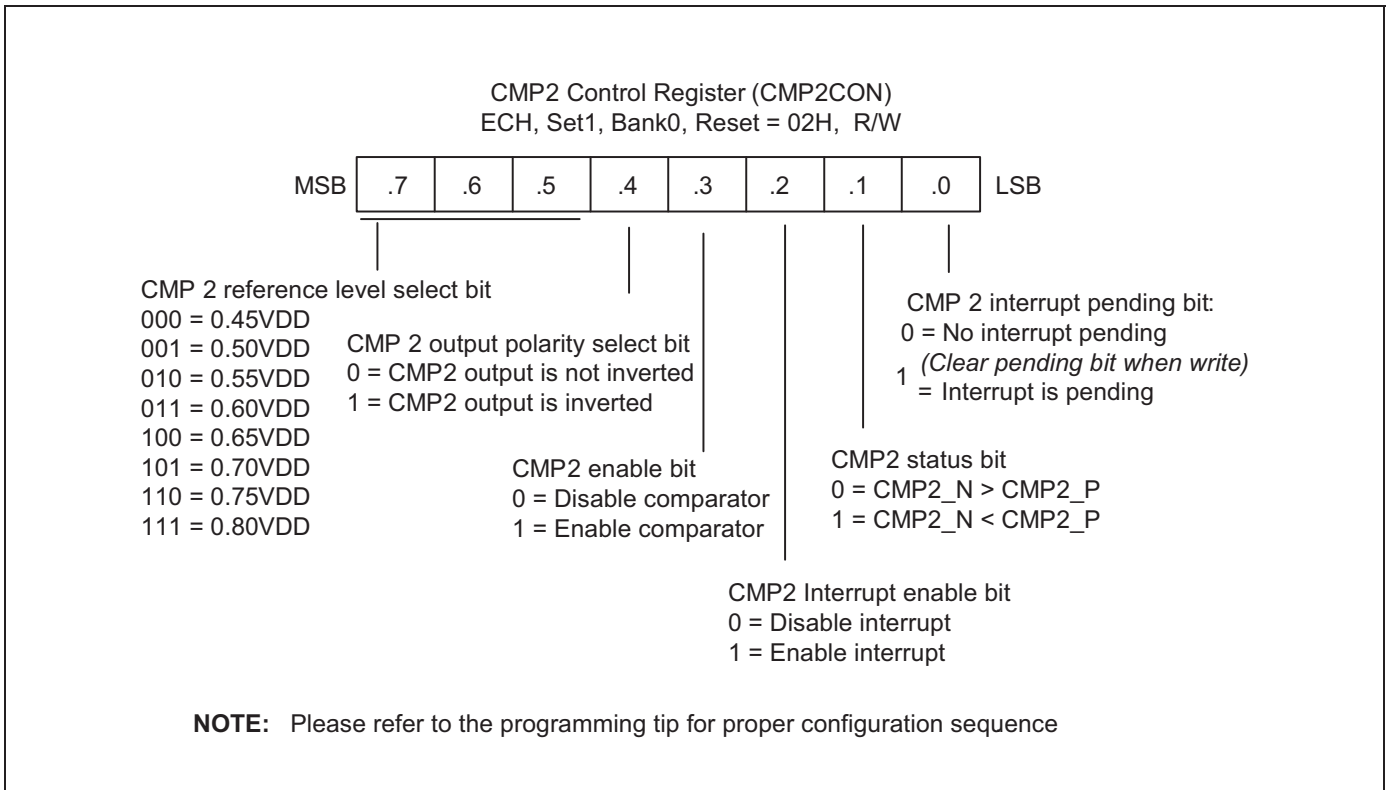 CMP2 Control Register (CMP2CON)
ECH, Set1, Bank0, Reset = 02H, R/W
MSB .7 .6 .5 .4 .3 .2 .1 .0 LSB
CMP 2 reference level select bit
000 = 0.45VDD
001 = 0.50VDD
010 = 0.55VDD
011 = 0.60VDD
100 = 0.65VDD
101 = 0.70VDD
110 = 0.75VDD
111 = 0.80VDD
CMP 2 output polarity select bit
0 = CMP2 output is not inverted
1 = CMP2 output is inverted
CMP2 enable bit
0 = Disable comparator
1 = Enable comparator
CMP2 Interrupt enable bit
0 = Disable interrupt
1 = Enable interrupt
CMP2 status bit
0 = CMP2_N > CMP2_P
1 = CMP2_N < CMP2_P
CMP 2 interrupt pending bit:
0 = No interrupt pending
(Clear pending bit when write)
1 = Interrupt is pending
NOTE: Please refer to the programming tip for proper configuration sequence